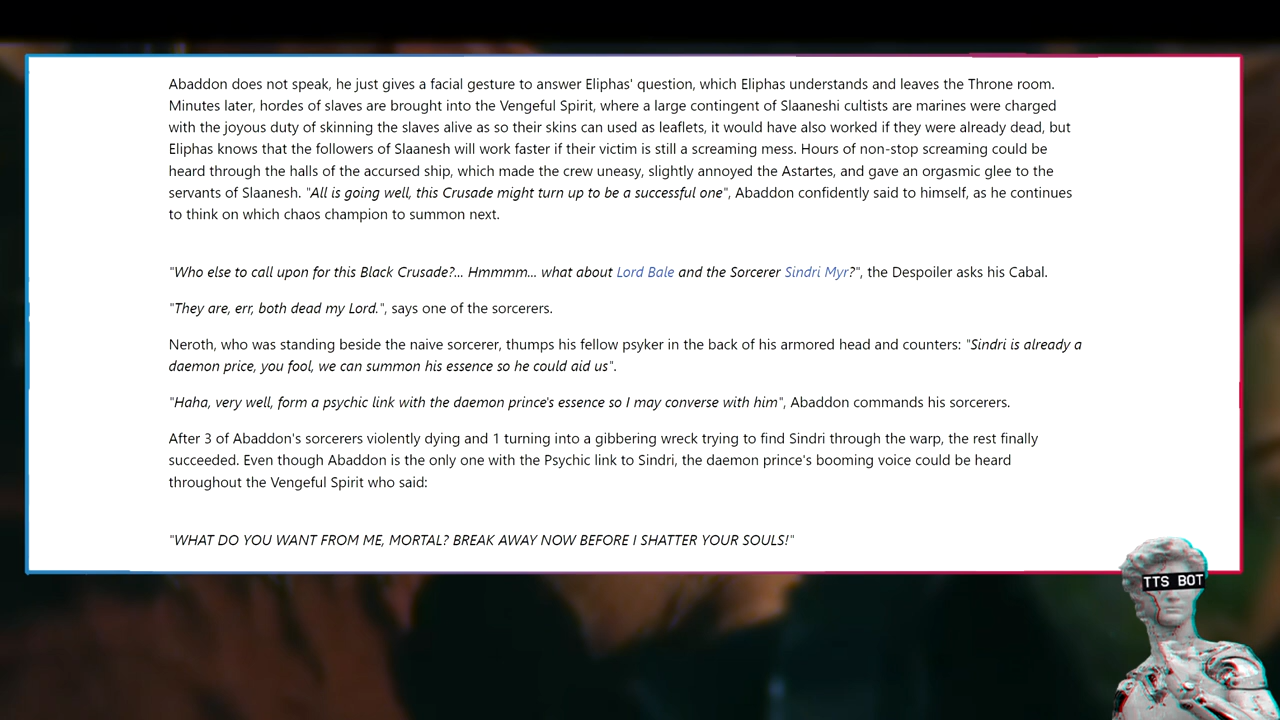 Abaddon does not speak, he just gives a facial gesture to answer Eliphas' question, which Eliphas understands and leaves the Throne room.
Minutes later, hordes of slaves are brought into the Vengeful Spirit, where a large contingent of Slaaneshi cultists are marines were charged
with the joyous duty of skinning the slaves alive as so their skins can used as leaflets, it would have also worked if they were already dead, but
Eliphas knows that the followers of Slaanesh will work faster if their victim is still a screaming mess. Hours of non-stop screaming could be
heard through the halls of the accursed ship, which made the crew uneasy, slightly annoyed the Astartes, and gave an orgasmic glee to the
servants of Slaanesh. "All is going well, this Crusade might turn up to be a successful one", Abaddon confidently said to himself, as he continues
to think on which chaos champion to summon next.
"Who else to call upon for this Black Crusade?... Hmmmm... what about Lord Bale and the Sorcerer Sindri Myr?", the Despoiler asks his Cabal.
"They are, err, both dead my Lord.", says one of the sorcerers.
Neroth, who was standing beside the naive sorcerer, thumps his fellow psyker in the back of his armored head and counters: "Sindri is already a
daemon price, you fool, we can summon his essence so he could aid us".
"Haha, very well, form a psychic link with the daemon prince's essence so I may converse with him", Abaddon commands his sorcerers.
After 3 of Abaddon's sorcerers violently dying and 1 turning into a gibbering wreck trying to find Sindri through the warp, the rest finally
succeeded. Even though Abaddon is the only one with the Psychic link to Sindri, the daemon prince's booming voice could be heard
throughout the Vengeful Spirit who said:
"WHAT DO YOU WANT FROM ME, MORTAL? BREAK AWAY NOW BEFORE I SHATTER YOUR SOULS!"
TTS BOT